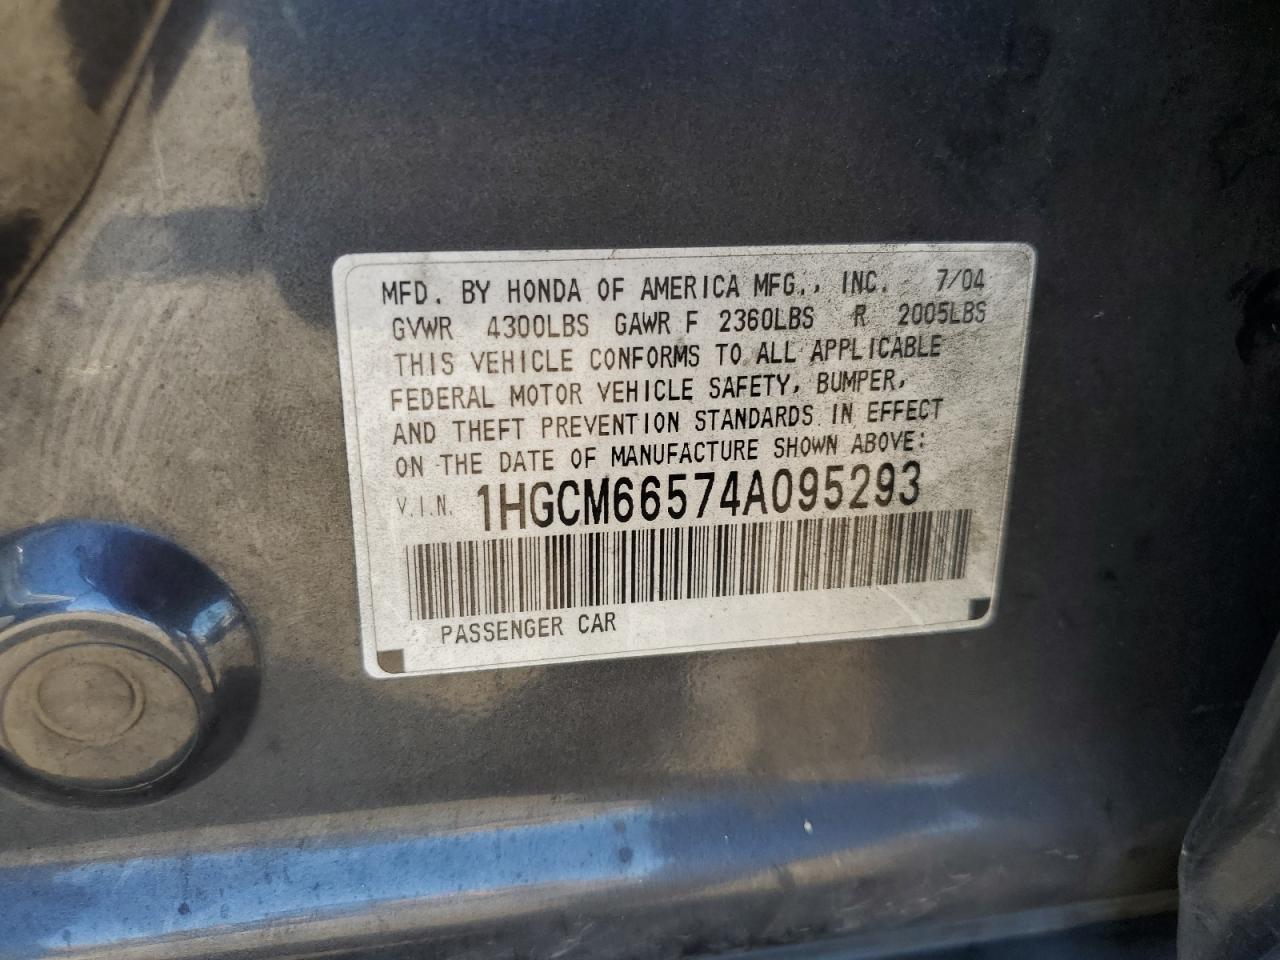 MFD. BY HONDA OF AMERICA MFG., INC. 7/04
GVWR 4300LBS GAWR F 2360LBS R 2005LBS
THIS VEHICLE CONFORMS TO ALL APPLICABLE
FEDERAL MOTOR VEHICLE SAFETY, BUMPER,
AND THEFT PREVENTION STANDARDS IN EFFECT
ON THE DATE OF MANUFACTURE SHOWN ABOVE:
V.I.N. 1HGCM66574A095293
PASSENGER CAR